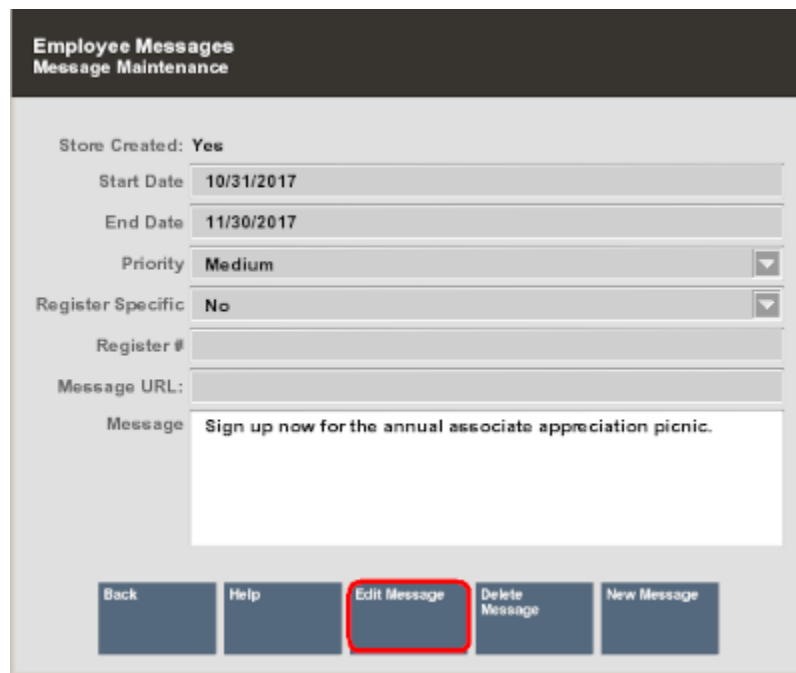 Employee Messages
Message Maintenance
Store Created: Yes
Start Date 10/31/2017
End Date 11/30/2017
Priority Medium
Register Specific No
Register #
Message URL:
Message Sign up now for the annual associate appreciation picnic.
Back Help Edit Message Delete New Message
Message